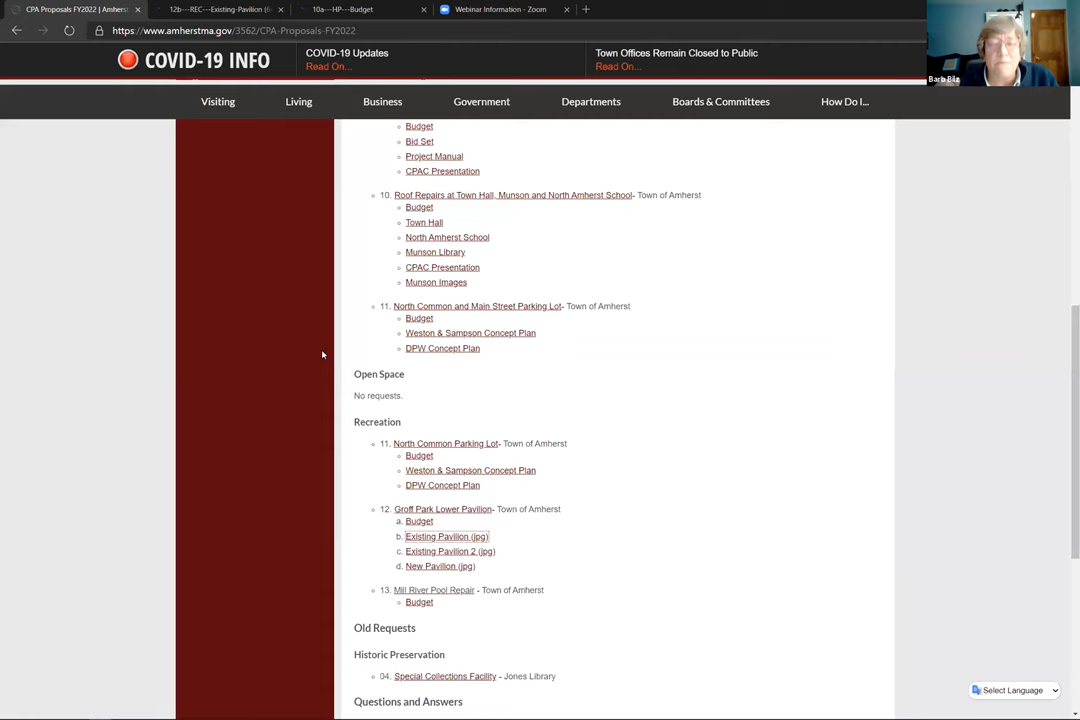 CPA Proposals FY2022 | Amherst
12b---REC---Existing-Pavilion (6
10a---HP---Budget
Webinar Information - Zoom
https://www.amherstma.gov/3562/CPA-Proposals-FY2022
COVID-19 INFO
COVID-19 Updates
Read On...
Town Offices Remain Closed to Public
Read On...
Visiting
Living
Business
Government
Departments
Boards & Committees
How Do I...
Budget
Bid Set
Project Manual
CPAC Presentation
10. Roof Repairs at Town Hall, Munson and North Amherst School- Town of Amherst
Budget
Town Hall
North Amherst School
Munson Library
CPAC Presentation
Munson Images
11. North Common and Main Street Parking Lot- Town of Amherst
Budget
Weston & Sampson Concept Plan
DPW Concept Plan
Open Space
No requests.
Recreation
11. North Common Parking Lot- Town of Amherst
Budget
Weston & Sampson Concept Plan
DPW Concept Plan
12. Groff Park Lower Pavilion- Town of Amherst
a. Budget
b. Existing Pavilion (jpg)
c. Existing Pavilion 2 (jpg)
d. New Pavilion (jpg)
13. Mill River Pool Repair - Town of Amherst
Budget
Old Requests
Historic Preservation
04. Special Collections Facility - Jones Library
Questions and Answers
Select Language
Barb Bilz